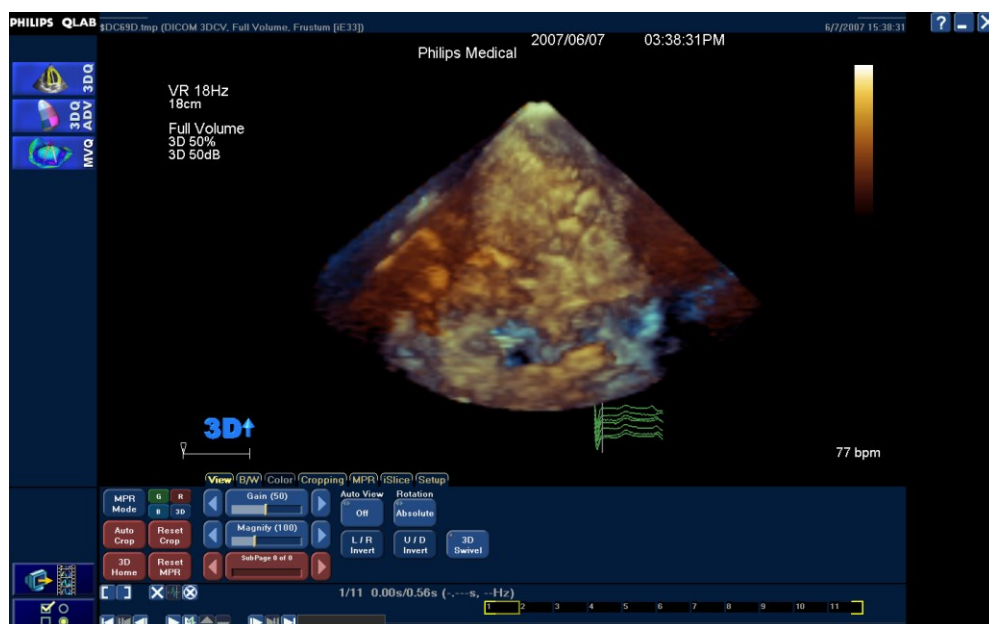 PHILIPS QLAB
$DC69D.tmp (DICOM 3DCV, Full Volume, Frustum [iE33])
6/7/2007 15:38:31
?
2007/06/07 03:38:31PM
Philips Medical
3DQ
3DQ ADV
MVQ
VR 18Hz
18cm
Full Volume
3D 50%
3D 50dB
3D
V
77 bpm
View B/W Color Cropping MPR iSlice Setup
MPR Mode
G R
B 3D
Gain (50)
Auto View
Off
Rotation
Absolute
Auto Crop
Reset Crop
Magnify (100)
L / R Invert
U / D Invert
3D Swivel
3D Home
Reset MPR
SubPage 0 of 0
1/11 0.00s/0.56s (-.---s, --Hz)
1 2 3 4 5 6 7 8 9 10 11